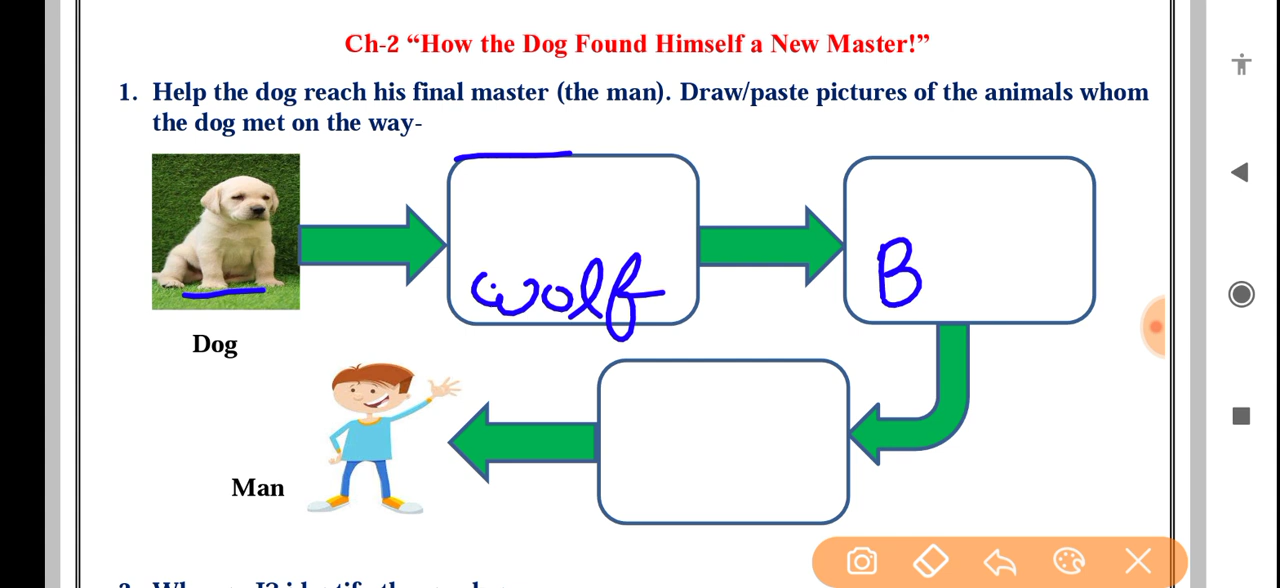 Ch-2 “How the Dog Found Himself a New Master!”
1. Help the dog reach his final master (the man). Draw/paste pictures of the animals whom
the dog met on the way-
wolf
B
Dog
Man